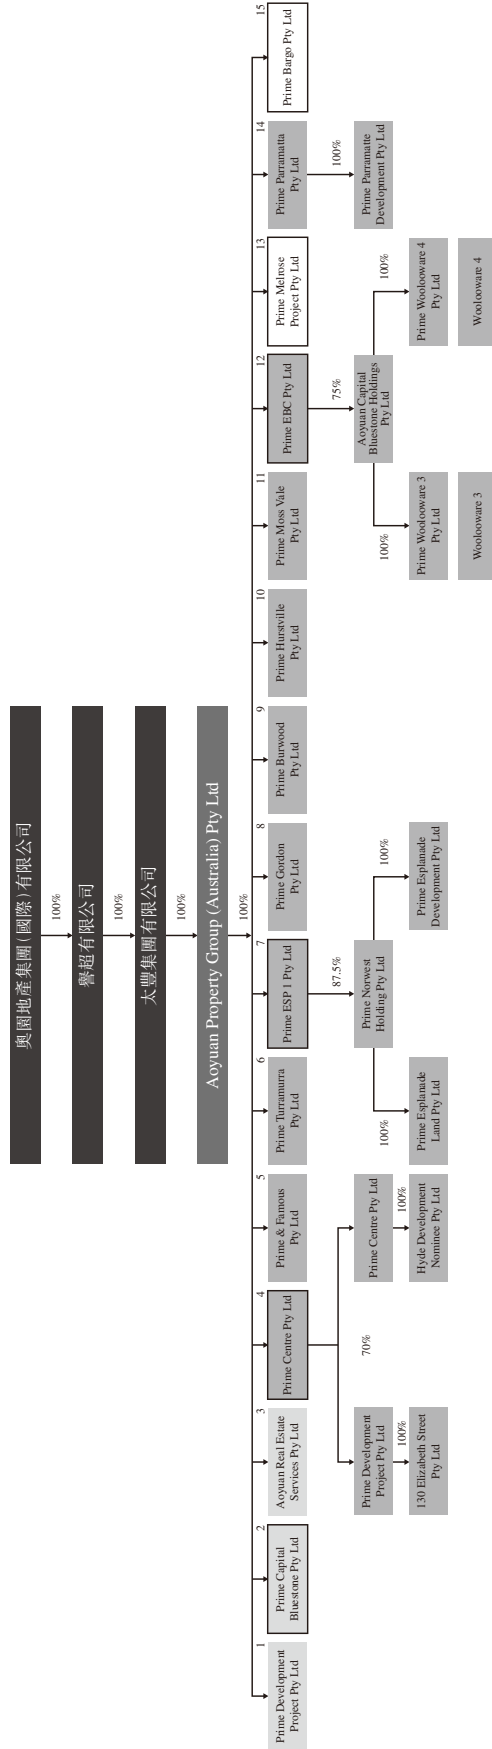 奧園地產集團(國際)有限公司
100%
譽超有限公司
100%
太豐集團有限公司
100%
Aoyuan Property Group (Australia) Pty Ltd
100%
1
Prime Development
Project Pty Ltd
2
Prime Capital
Bluestone Pty Ltd
3
Aoyuan Real Estate
Services Pty Ltd
4
Prime Centre Pty Ltd
5
Prime & Famous
Pty Ltd
6
Prime Turramurra
Pty Ltd
7
Prime ESP 1 Pty Ltd
8
Prime Gordon
Pty Ltd
9
Prime Burwood
Pty Ltd
10
Prime Hurstville
Pty Ltd
11
Prime Moss Vale
Pty Ltd
12
Prime EBC Pty Ltd
13
Prime Melrose
Project Pty Ltd
14
Prime Parramatta
Pty Ltd
15
Prime Bargo Pty Ltd
70%
87.5%
75%
100%
Prime Development
Project Pty Ltd
Prime Centre Pty Ltd
Prime Norwest
Holding Pty Ltd
Aoyuan Capital
Bluestone Holdings
Pty Ltd
Prime Parramatte
Development Pty Ltd
100%
100%
100%
100%
100%
100%
130 Elizabeth Street
Pty Ltd
Hyde Development
Nominee Pty Ltd
Prime Esplanade
Land Pty Ltd
Prime Esplanade
Development Pty Ltd
Prime Woolooware 3
Pty Ltd
Prime Woolooware 4
Pty Ltd
Woolooware 3
Woolooware 4